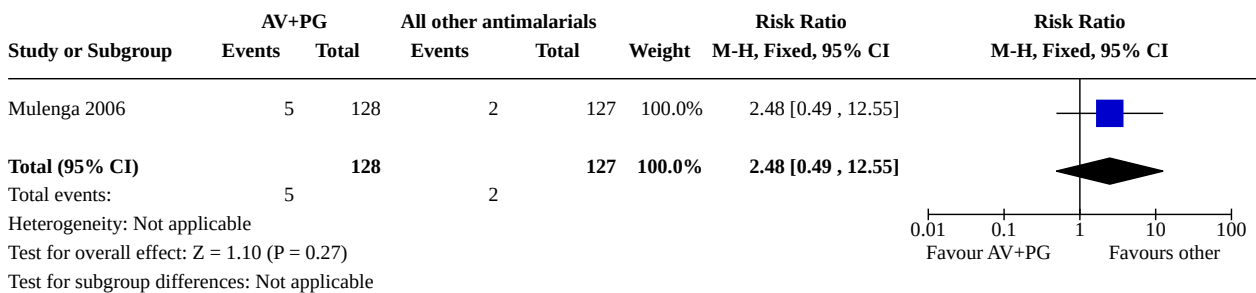 AV+PG All other antimalarials Risk Ratio Risk Ratio
Study or Subgroup Events Total Events Total Weight M-H, Fixed, 95% CI M-H, Fixed, 95% CI
Mulenga 2006 5 128 2 127 100.0% 2.48 [0.49 , 12.55]
Total (95% CI) 128 127 100.0% 2.48 [0.49 , 12.55]
Total events: 5 2
Heterogeneity: Not applicable
0.01 0.1 1 10 100
Test for overall effect: Z = 1.10 (P = 0.27) Favour AV+PG Favours other
Test for subgroup differences: Not applicable